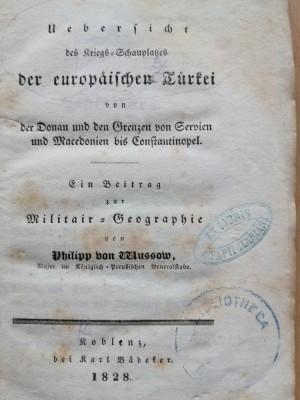 Uebersicht
des Kriegs=Schauplatzes
der europäischen Türkei
von
der Donau und den Grenzen von Servien
und Macedonien bis Constantinopel.
Ein Beitrag
zur
Militair=Geographie
von
Philipp von Wussow,
Major im Königlich=Preußischen Generalstabe.
BIBLIOTHECA
Koblenz,
bei Karl Bädeker.
1828.